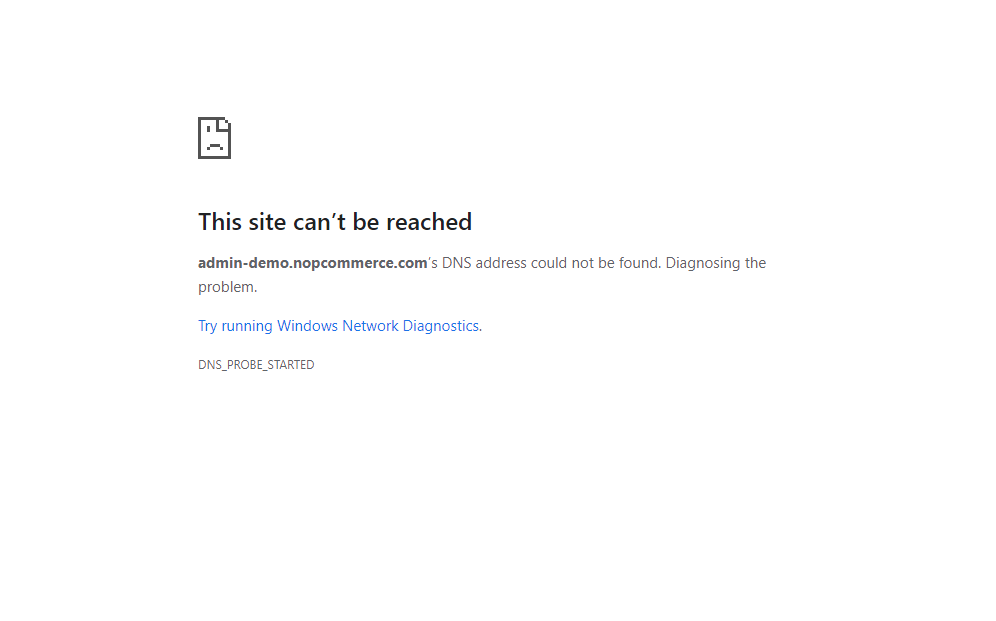 This site can’t be reached
admin-demo.nopcommerce.com’s DNS address could not be found. Diagnosing the
problem.
Try running Windows Network Diagnostics.
DNS_PROBE_STARTED